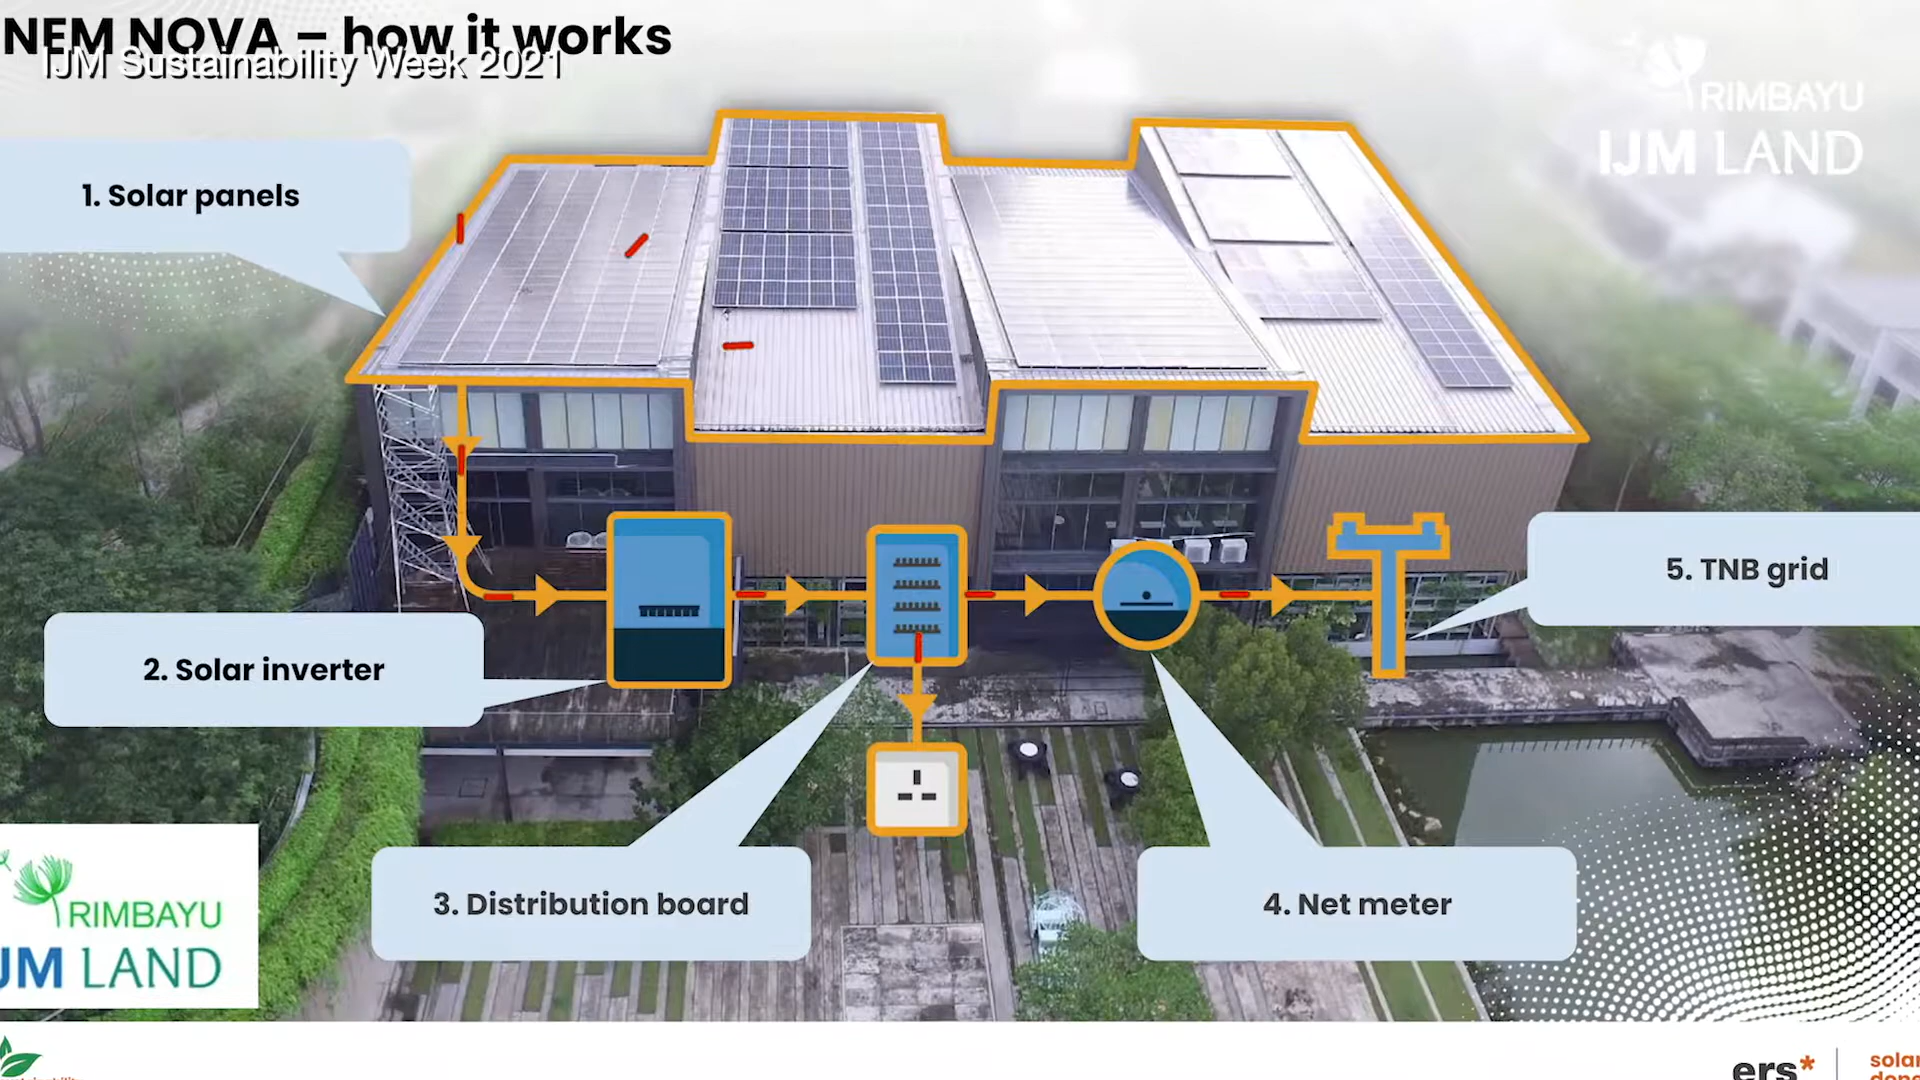 NEM NOVA – how it works
IJM Sustainability Week 2021
RIMBAYU
IJM LAND
1. Solar panels
5. TNB grid
2. Solar inverter
3. Distribution board
4. Net meter
RIMBAYU
JM LAND
ers*